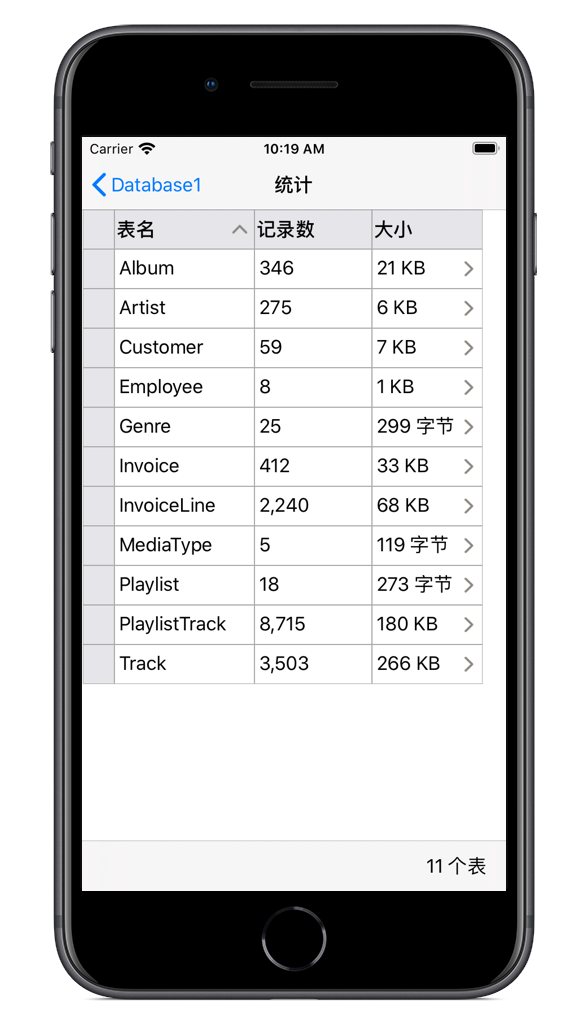 Carrier 10:19 AM
Database1 统计
表名 记录数 大小
Album 346 21 KB
Artist 275 6 KB
Customer 59 7 KB
Employee 8 1 KB
Genre 25 299 字节
Invoice 412 33 KB
InvoiceLine 2,240 68 KB
MediaType 5 119 字节
Playlist 18 273 字节
PlaylistTrack 8,715 180 KB
Track 3,503 266 KB
11 个表